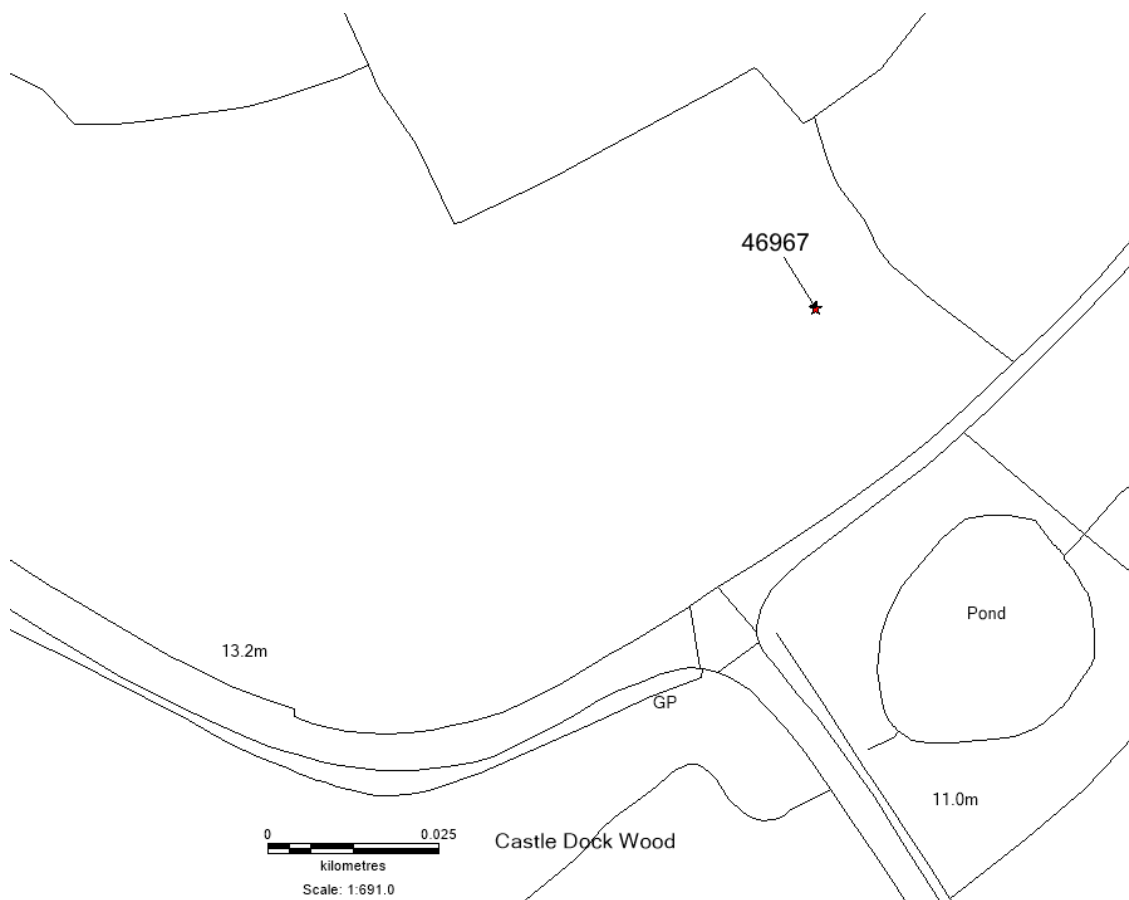 46967
Pond
13.2m
GP
11.0m
0 0.025
kilometres
Scale: 1:691.0
Castle Dock Wood